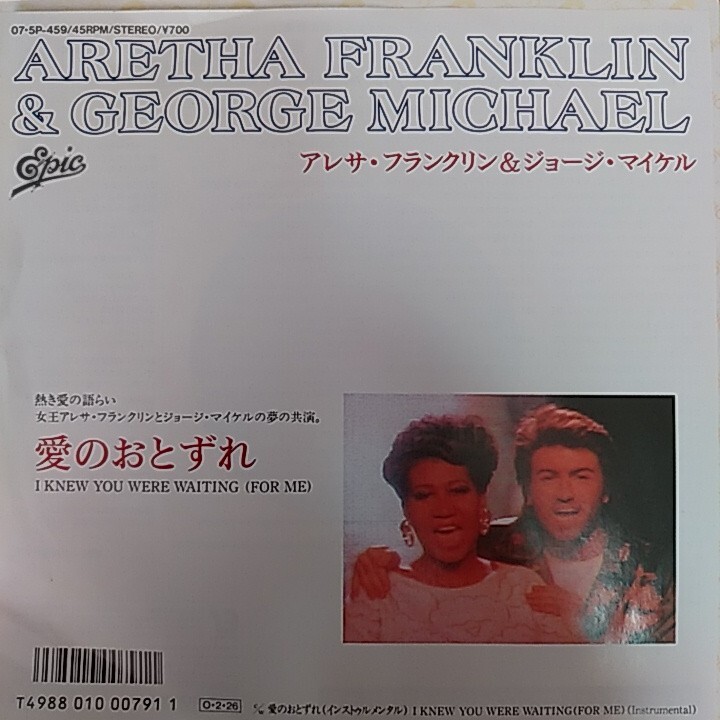 07・5P-459/45RPM/STEREO/¥700
ARETHA FRANKLIN
& GEORGE MICHAEL
Epic
アレサ・フランクリン&ジョージ・マイケル
熱き愛の語らい
女王アレサ・フランクリンとジョージ・マイケルの夢の共演。
愛のおとずれ
I KNEW YOU WERE WAITING (FOR ME)
T4988 010 00791 1
O・2・26
c/w 愛のおとずれ(インストゥルメンタル) I KNEW YOU WERE WAITING(FOR ME) (Instrumental)